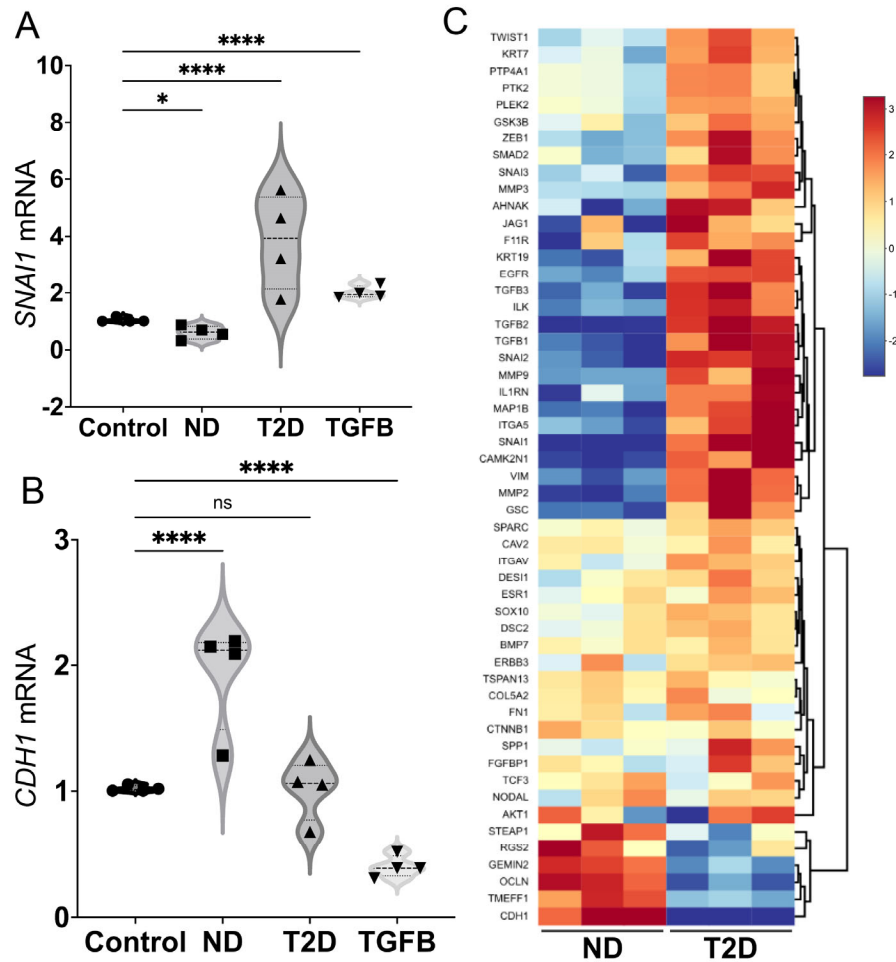 A
****
****
*
10
8
6
4
2
0
-2
SNAI1 mRNA
Control ND T2D TGFB
B
****
ns
****
3
2
1
0
CDH1 mRNA
Control ND T2D TGFB
C
TWIST1
KRT7
PTP4A1
PTK2
PLEK2
GSK3B
ZEB1
SMAD2
SNAI3
MMP3
AHNAK
JAG1
F11R
KRT19
EGFR
TGFB3
ILK
TGFB2
TGFB1
SNAI2
MMP9
IL1RN
MAP1B
ITGA5
SNAI1
CAMK2N1
VIM
MMP2
GSC
SPARC
CAV2
ITGAV
DESI1
ESR1
SOX10
DSC2
BMP7
ERBB3
TSPAN13
COL5A2
FN1
CTNNB1
SPP1
FGFBP1
TCF3
NODAL
AKT1
STEAP1
RGS2
GEMIN2
OCLN
TMEFF1
CDH1
ND T2D
3
2
1
0
-1
-2